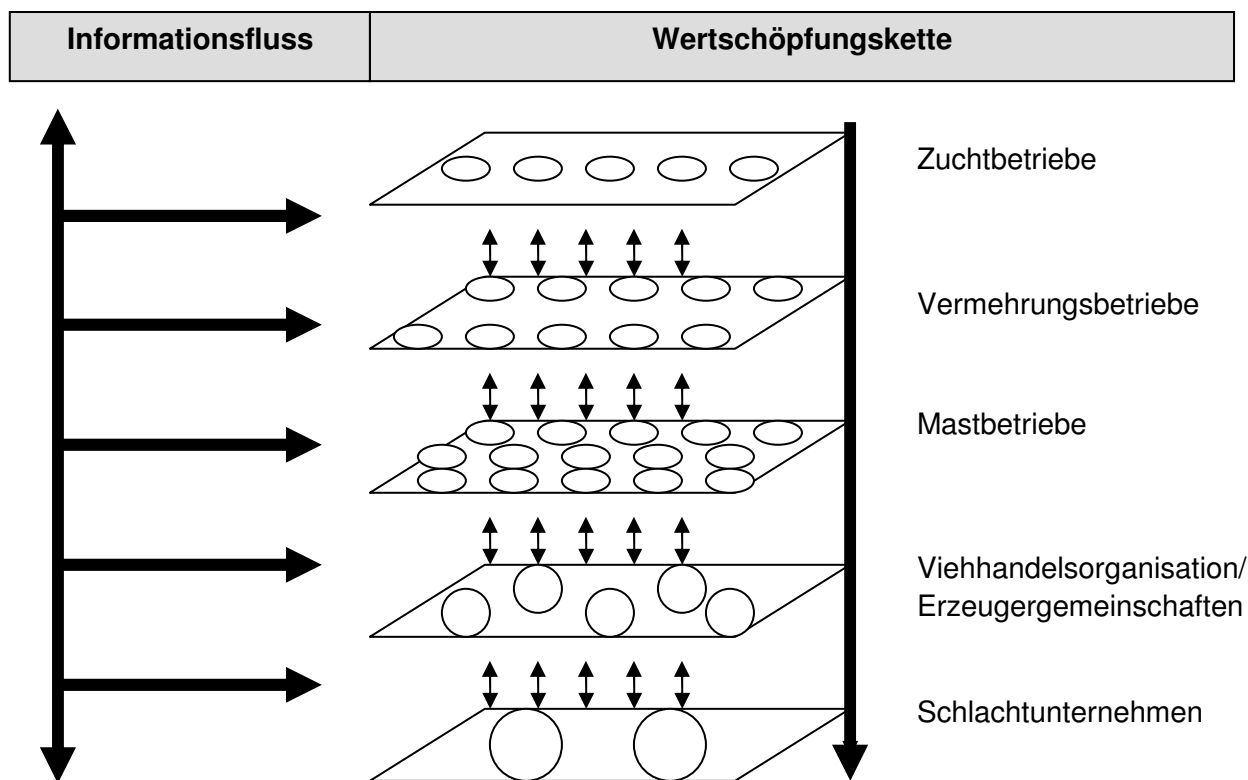 Informationsfluss
Wertschöpfungskette
Zuchtbetriebe
Vermehrungsbetriebe
Mastbetriebe
Viehhandelsorganisation/
Erzeugergemeinschaften
Schlachtunternehmen